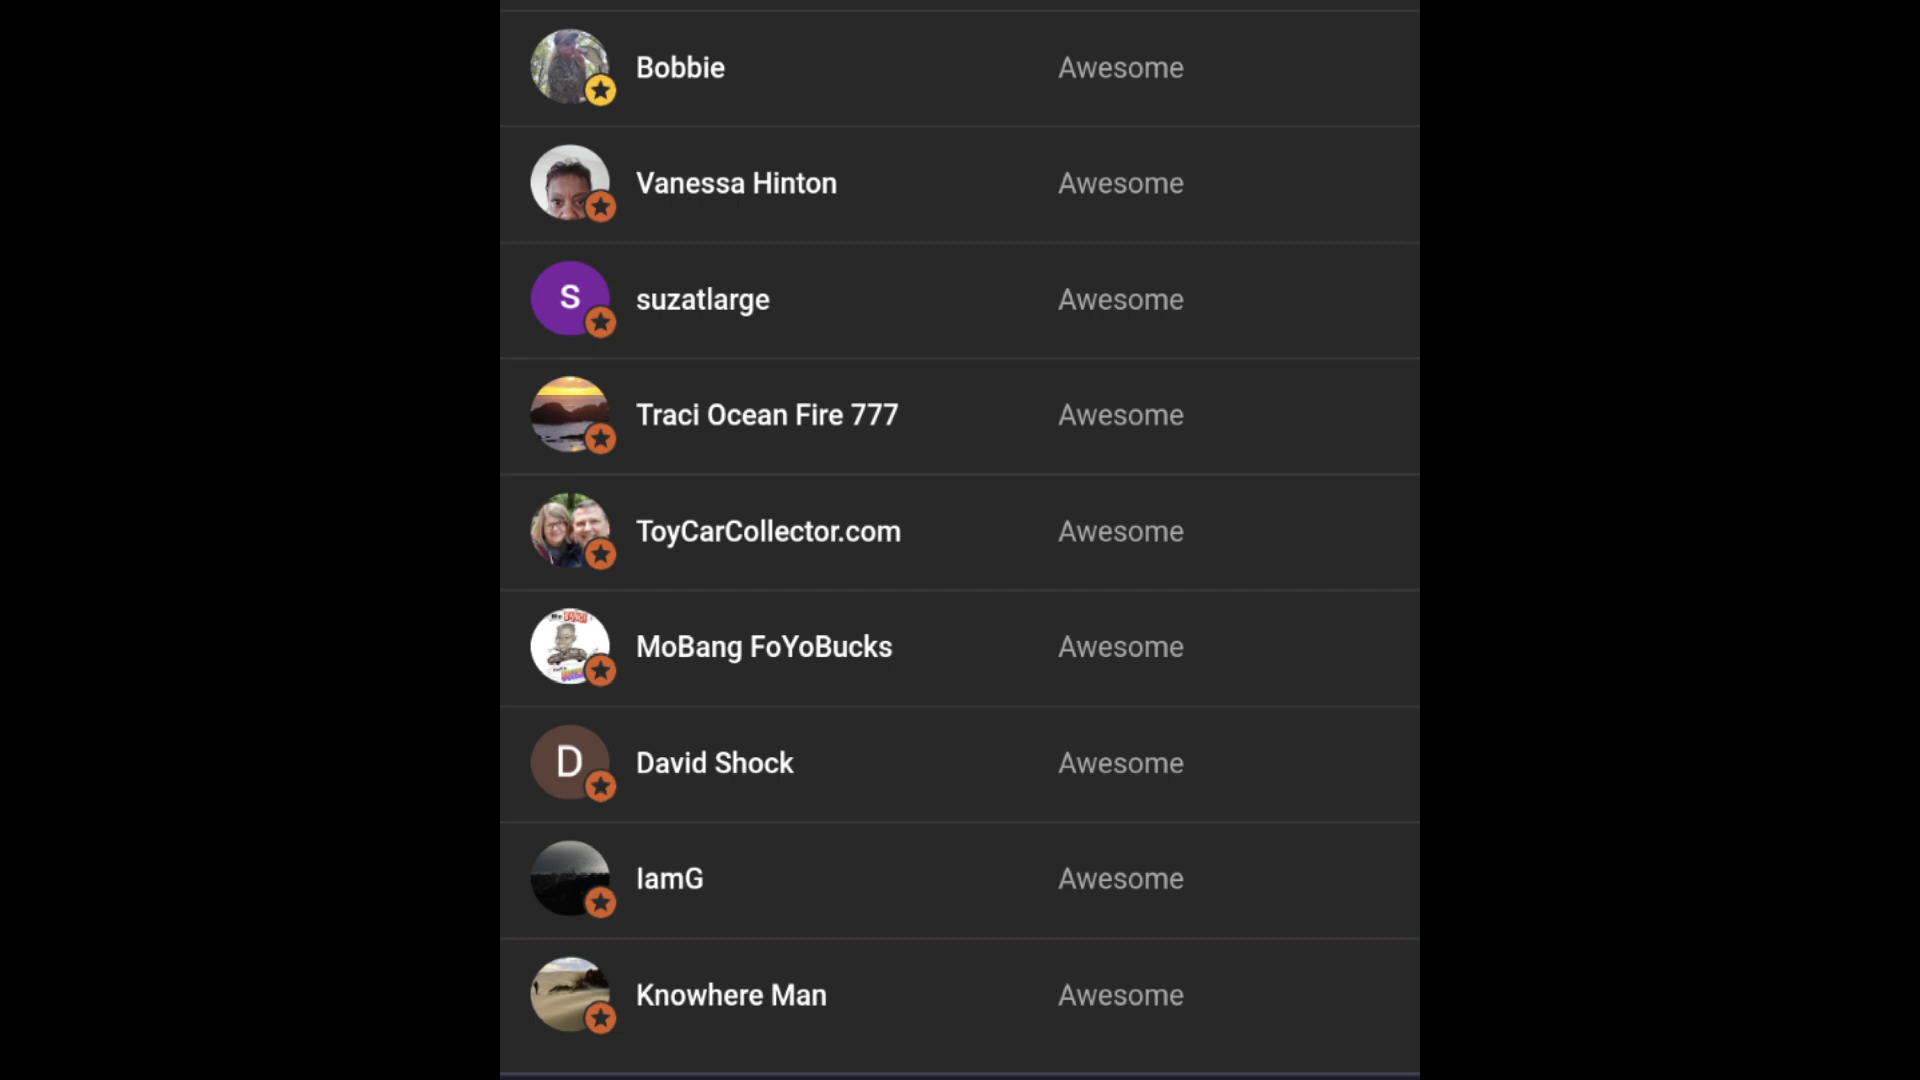 Bobbie Awesome
Vanessa Hinton Awesome
S suzatlarge Awesome
Traci Ocean Fire 777 Awesome
ToyCarCollector.com Awesome
MoBang FoYoBucks Awesome
D David Shock Awesome
IamG Awesome
Knowhere Man Awesome